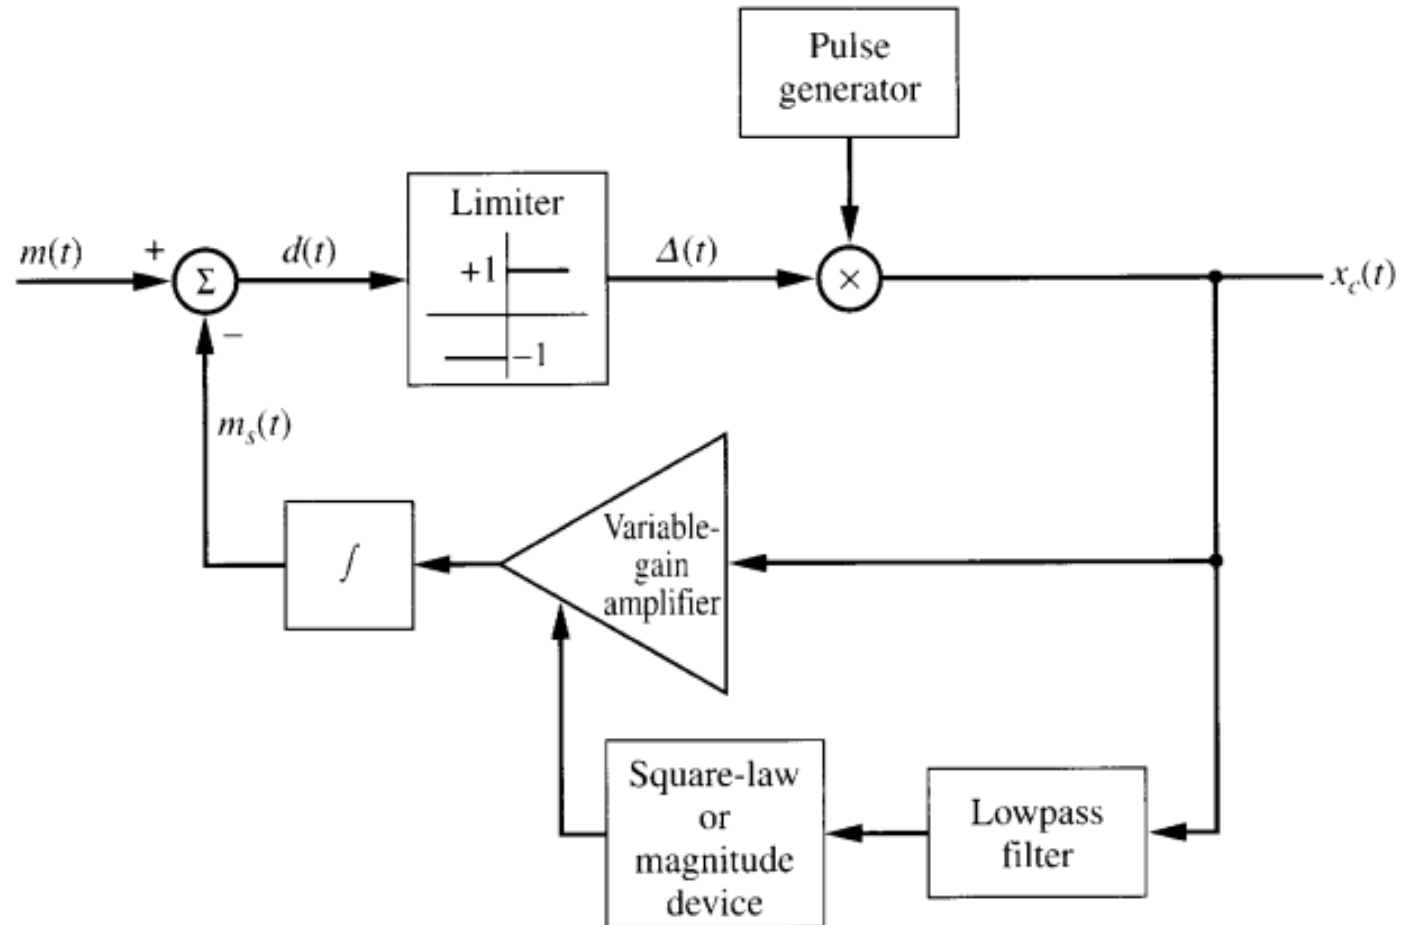 Pulse
generator
Limiter
m(t)
+
Σ
d(t)
+1
−1
Δ(t)
×
x_c(t)
−
m_s(t)
∫
Variable-
gain
amplifier
Square-law
or
magnitude
device
Lowpass
filter